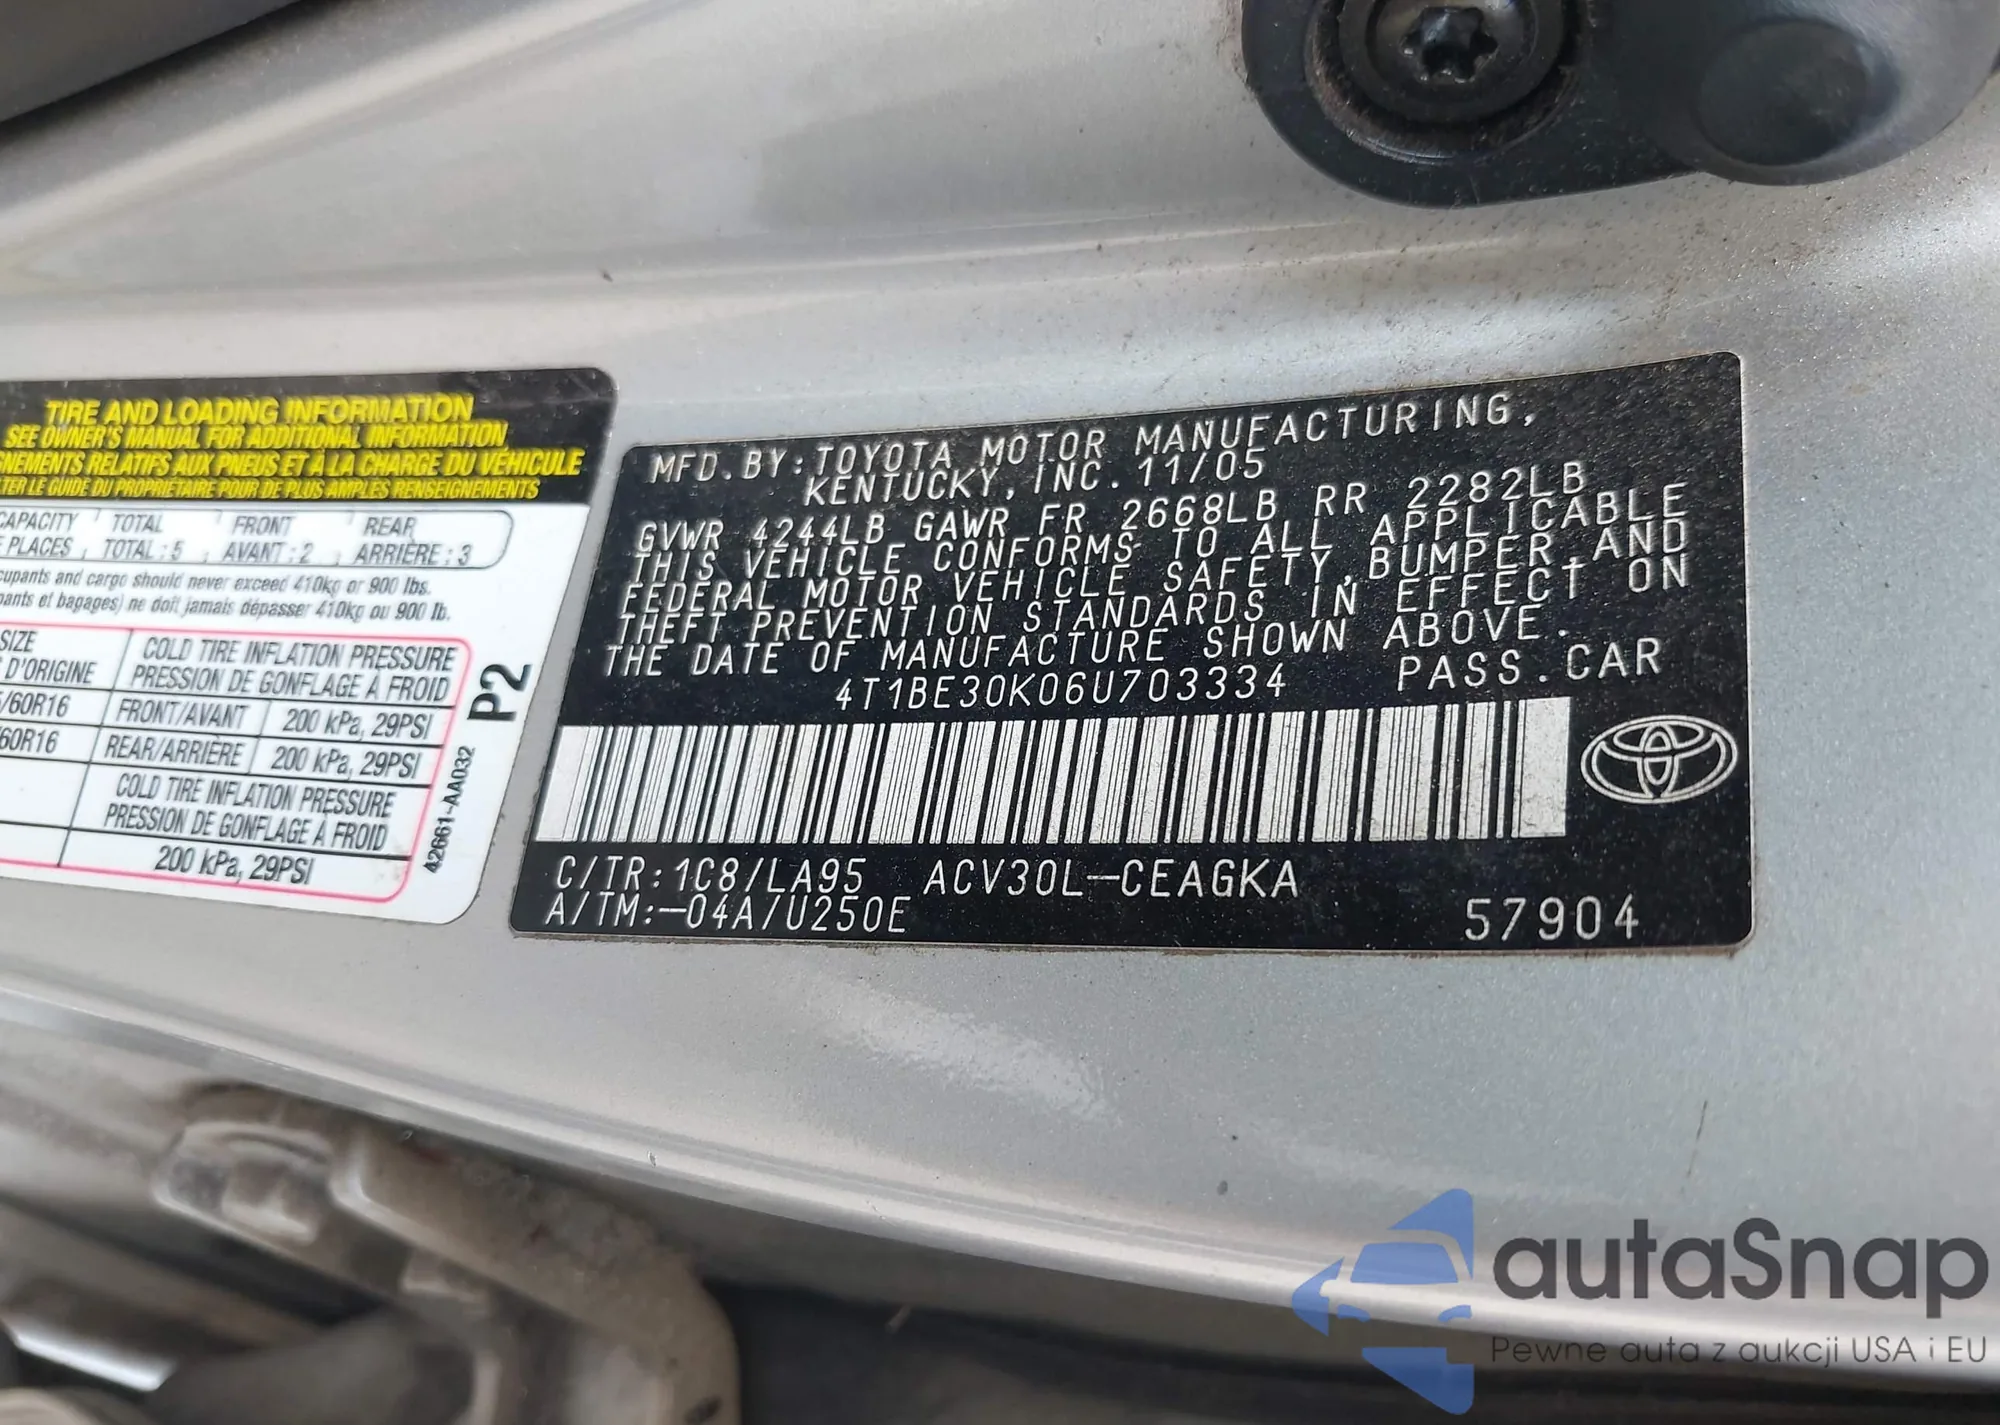 TIRE AND LOADING INFORMATION
SEE OWNER'S MANUAL FOR ADDITIONAL INFORMATION
RELATIFS AUX PNEUS ET À LA CHARGE DU VÉHICULE
LE GUIDE DU PROPRIÉTAIRE POUR DE PLUS AMPLES RENSEIGNEMENTS
CAPACITY TOTAL FRONT REAR
PLACES TOTAL : 5 AVANT : 2 ARRIÈRE : 3
and cargo should never exceed 410kg or 900 lbs.
et bagages) ne doit jamais dépasser 410kg ou 900 lb.
SIZE COLD TIRE INFLATION PRESSURE
D'ORIGINE PRESSION DE GONFLAGE À FROID
/60R16 FRONT/AVANT 200 kPa, 29PSI
60R16 REAR/ARRIÈRE 200 kPa, 29PSI
COLD TIRE INFLATION PRESSURE
PRESSION DE GONFLAGE À FROID
200 kPa, 29PSI
P2
42661-AA032
MFD.BY:TOYOTA MOTOR MANUFACTURING,
KENTUCKY, INC. 11/05
GVWR 4244LB GAWR FR 2668LB RR 2282LB
THIS VEHICLE CONFORMS TO ALL APPLICABLE
FEDERAL MOTOR VEHICLE SAFETY, BUMPER, AND
THEFT PREVENTION STANDARDS IN EFFECT ON
THE DATE OF MANUFACTURE SHOWN ABOVE.
4T1BE30K06U703334 PASS.CAR
C/TR:1C8/LA95 ACV30L-CEAGKA
A/TM:-04A/U250E 57904
autaSnap
Pewne auta z aukcji USA i EU